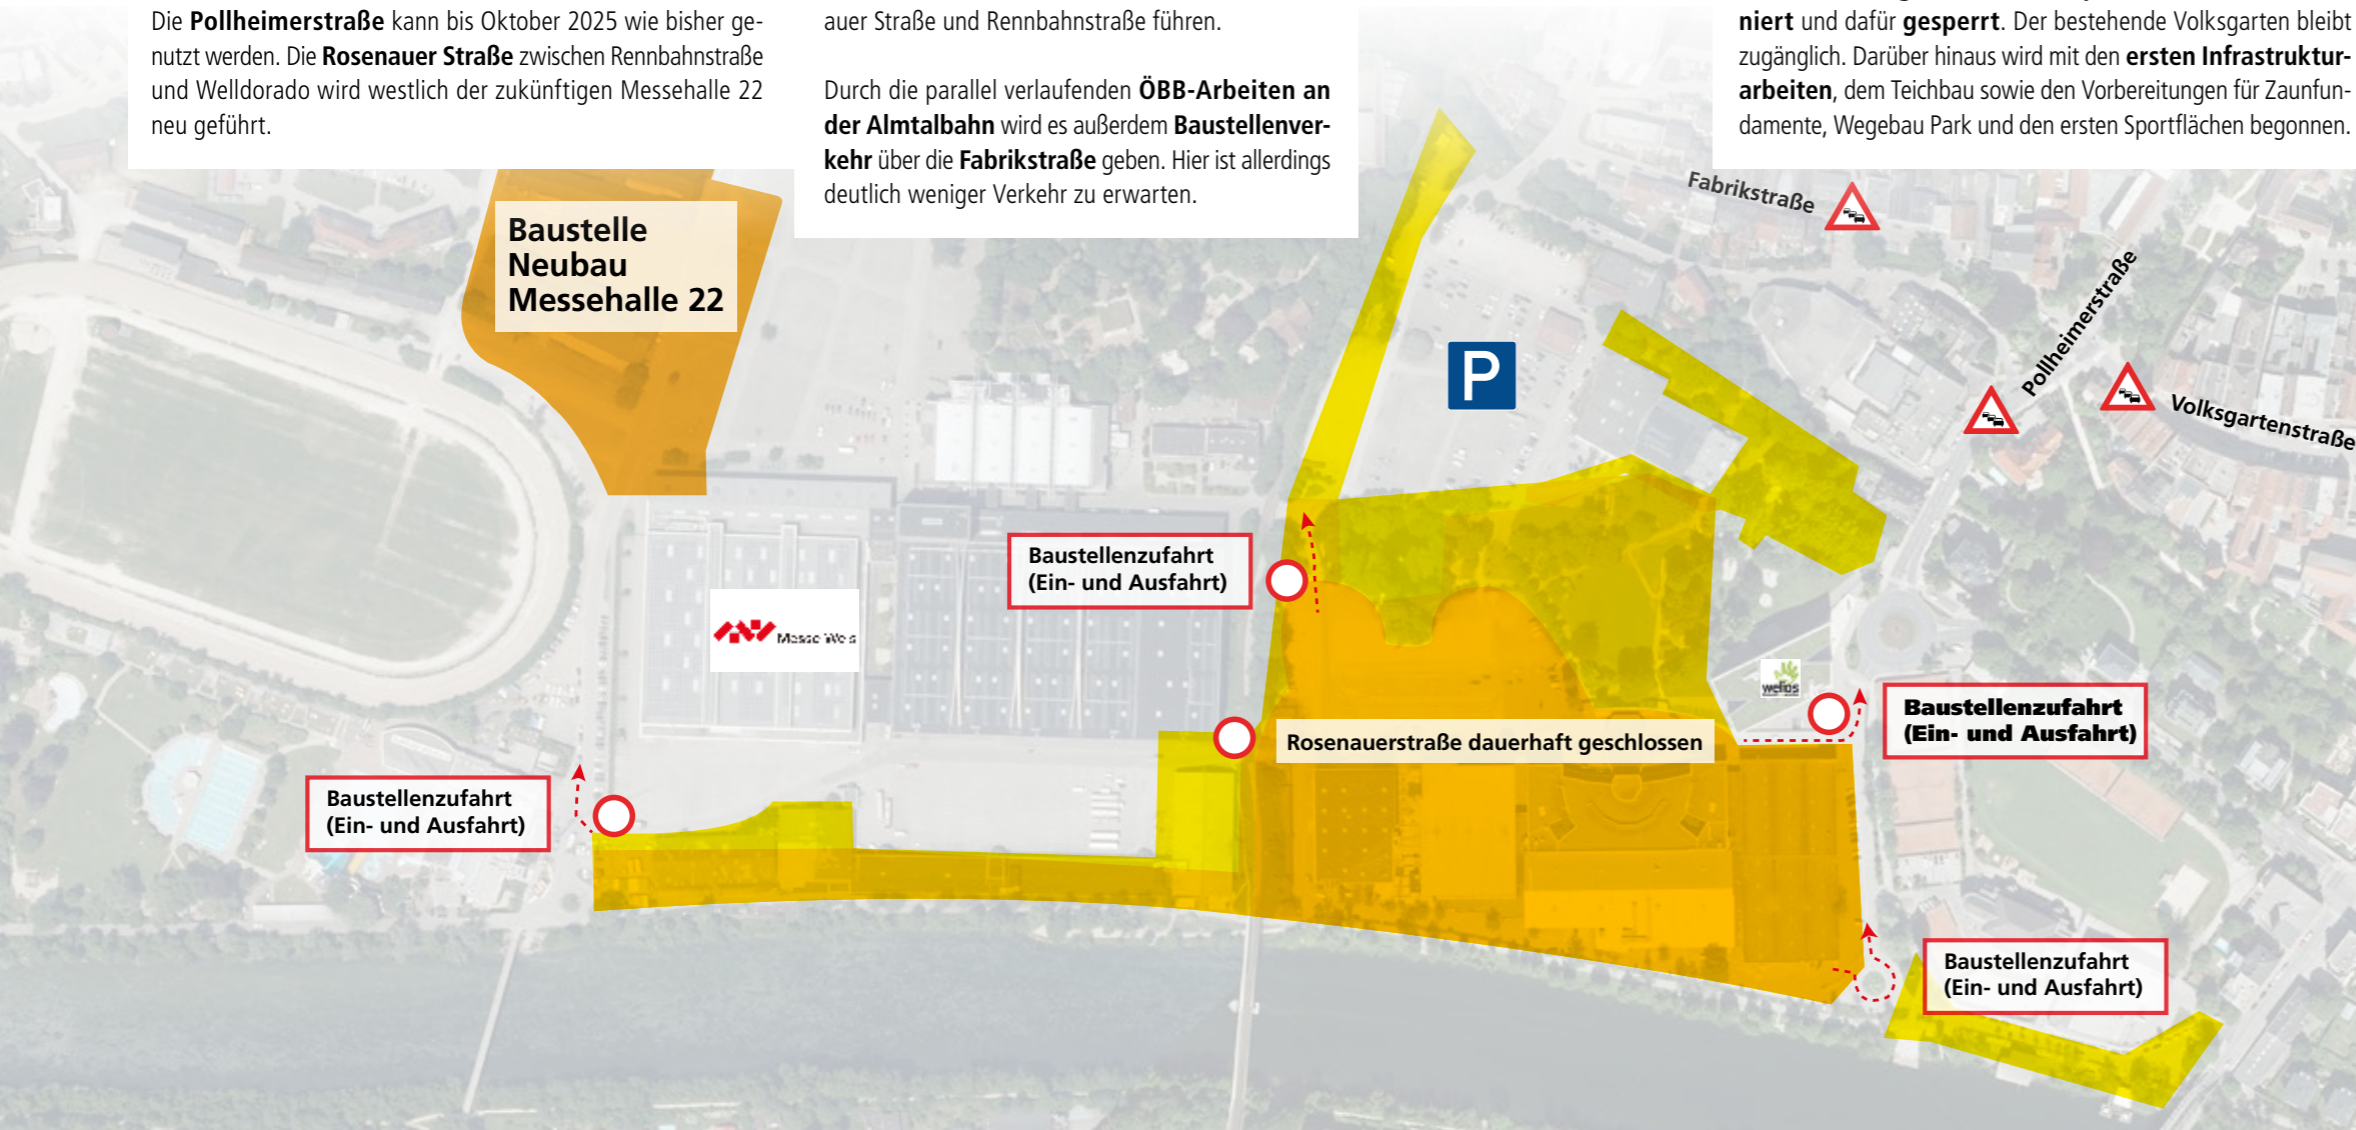 Die Pollheimerstraße kann bis Oktober 2025 wie bisher ge-
nutzt werden. Die Rosenauer Straße zwischen Rennbahnstraße
und Welldorado wird westlich der zukünftigen Messehalle 22
neu geführt.
auer Straße und Rennbahnstraße führen.
Durch die parallel verlaufenden ÖBB-Arbeiten an
der Almtalbahn wird es außerdem Baustellenver-
kehr über die Fabrikstraße geben. Hier ist allerdings
deutlich weniger Verkehr zu erwarten.
niert und dafür gesperrt. Der bestehende Volksgarten bleibt
zugänglich. Darüber hinaus wird mit den ersten Infrastruktur-
arbeiten, dem Teichbau sowie den Vorbereitungen für Zaunfun-
damente, Wegebau Park und den ersten Sportflächen begonnen.
Fabrikstraße
Baustelle
Neubau
Messehalle 22
Pollheimerstraße
P
Volksgartenstraße
Baustellenzufahrt
(Ein- und Ausfahrt)
Messe Wels
welios
Baustellenzufahrt
(Ein- und Ausfahrt)
Rosenauerstraße dauerhaft geschlossen
Baustellenzufahrt
(Ein- und Ausfahrt)
Baustellenzufahrt
(Ein- und Ausfahrt)